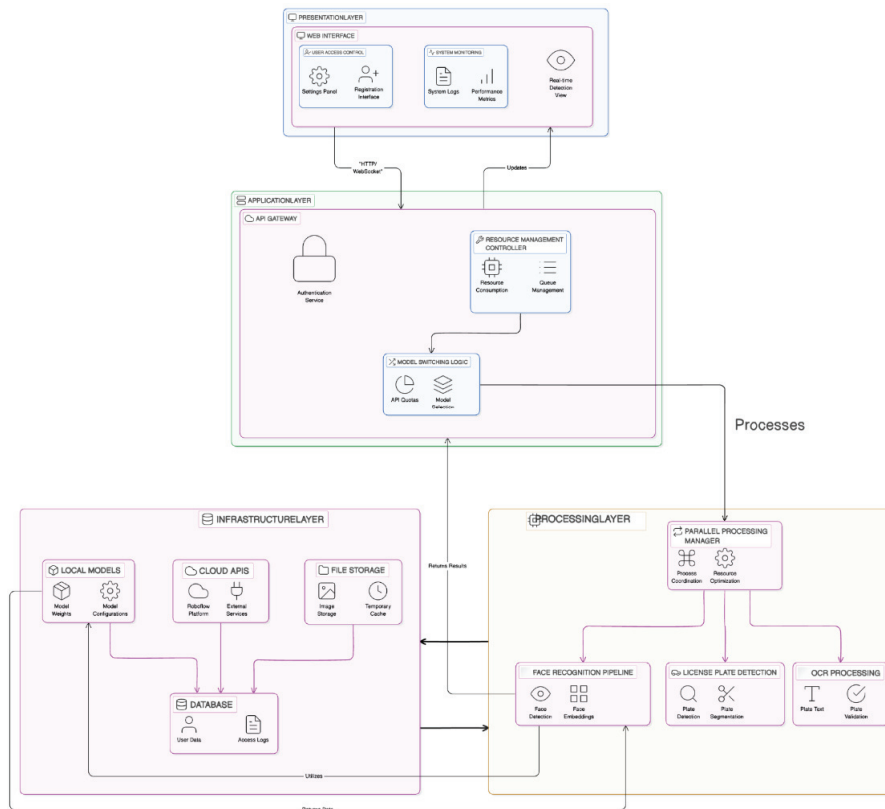 PRESENTATIONLAYER
WEB INTERFACE
USER ACCESS CONTROL
Settings Panel
Registration
Interface
SYSTEM MONITORING
System Logs
Performance
Metrics
Real-time
Detection
View
"HTTP/
WebSocket"
Updates
APPLICATIONLAYER
API GATEWAY
Authentication
Service
RESOURCE MANAGEMENT
CONTROLLER
Resource
Consumption
Queue
Management
MODEL SWITCHING LOGIC
API Quotas
Model
Selection
Processes
INFRASTRUCTURELAYER
LOCAL MODELS
Model
Weights
Model
Configurations
CLOUD APIS
Roboflow
Platform
External
Services
FILE STORAGE
Image
Storage
Temporary
Cache
DATABASE
User Data
Access Logs
Returns Results
PROCESSINGLAYER
PARALLEL PROCESSING
MANAGER
Process
Coordination
Resource
Optimization
FACE RECOGNITION PIPELINE
Face
Detection
Face
Embeddings
LICENSE PLATE DETECTION
Plate
Detection
Plate
Segmentation
OCR PROCESSING
Plate Text
Plate
Validation
Utilizes